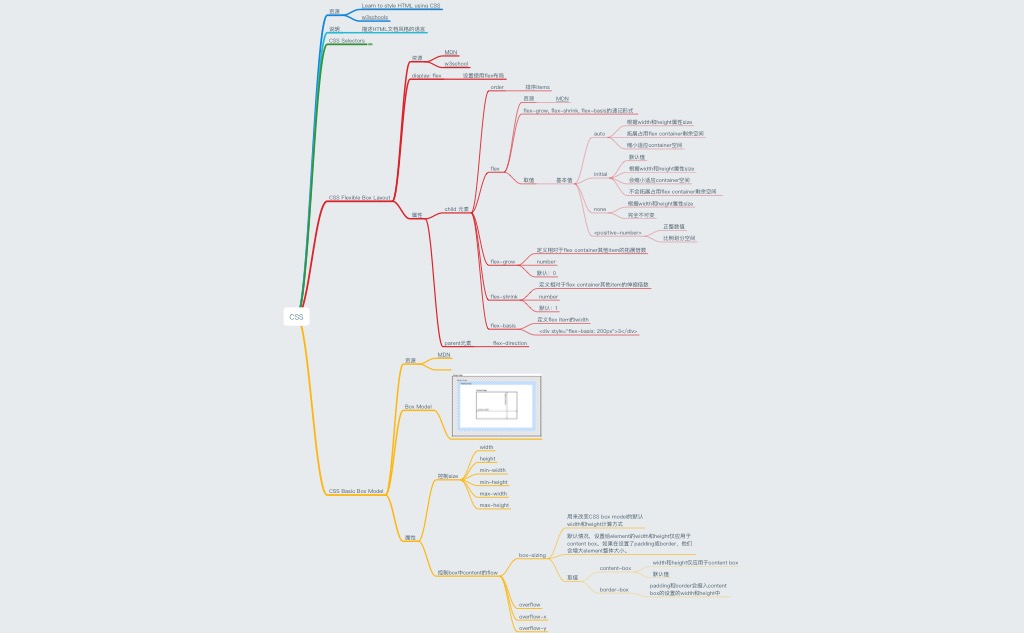 资源
Learn to style HTML using CSS
w3schools
说明
描述HTML文档风格的语言
CSS Selectors
CSS
CSS Flexible Box Layout
资源
MDN
w3school
display: flex
设置使用flex布局
属性
child 元素
order
排序items
flex
资源
MDN
flex-grow, flex-shrink, flex-basis的速记形式
取值
基本值
auto
根据width和height属性size
拓展占用flex container剩余空间
缩小适应container空间
initial
默认值
根据width和height属性size
会缩小适应container空间
不会拓展占用flex container剩余空间
none
根据width和height属性size
完全不可变
<positive-number>
正整数值
比例划分空间
flex-grow
定义相对于flex container其他item的拓展倍数
number
默认：0
flex-shrink
定义相对于flex container其他item的伸缩倍数
number
默认：1
flex-basis
定义flex item的width
<div style="flex-basis: 200px">3</div>
parent元素
flex-direction
CSS Basic Box Model
资源
MDN
Box Model
属性
控制size
width
height
min-width
min-height
max-width
max-height
控制box中content的flow
box-sizing
用来改变CSS box model的默认
width和height计算方式
默认情况，设置给element的width和height仅应用于
content box。如果在设置了padding或border，他们
会增大element整体大小。
取值
content-box
width和height仅应用于content box
默认值
border-box
padding和border会报入content
box的设置的width和height中
overflow
overflow-x
overflow-y